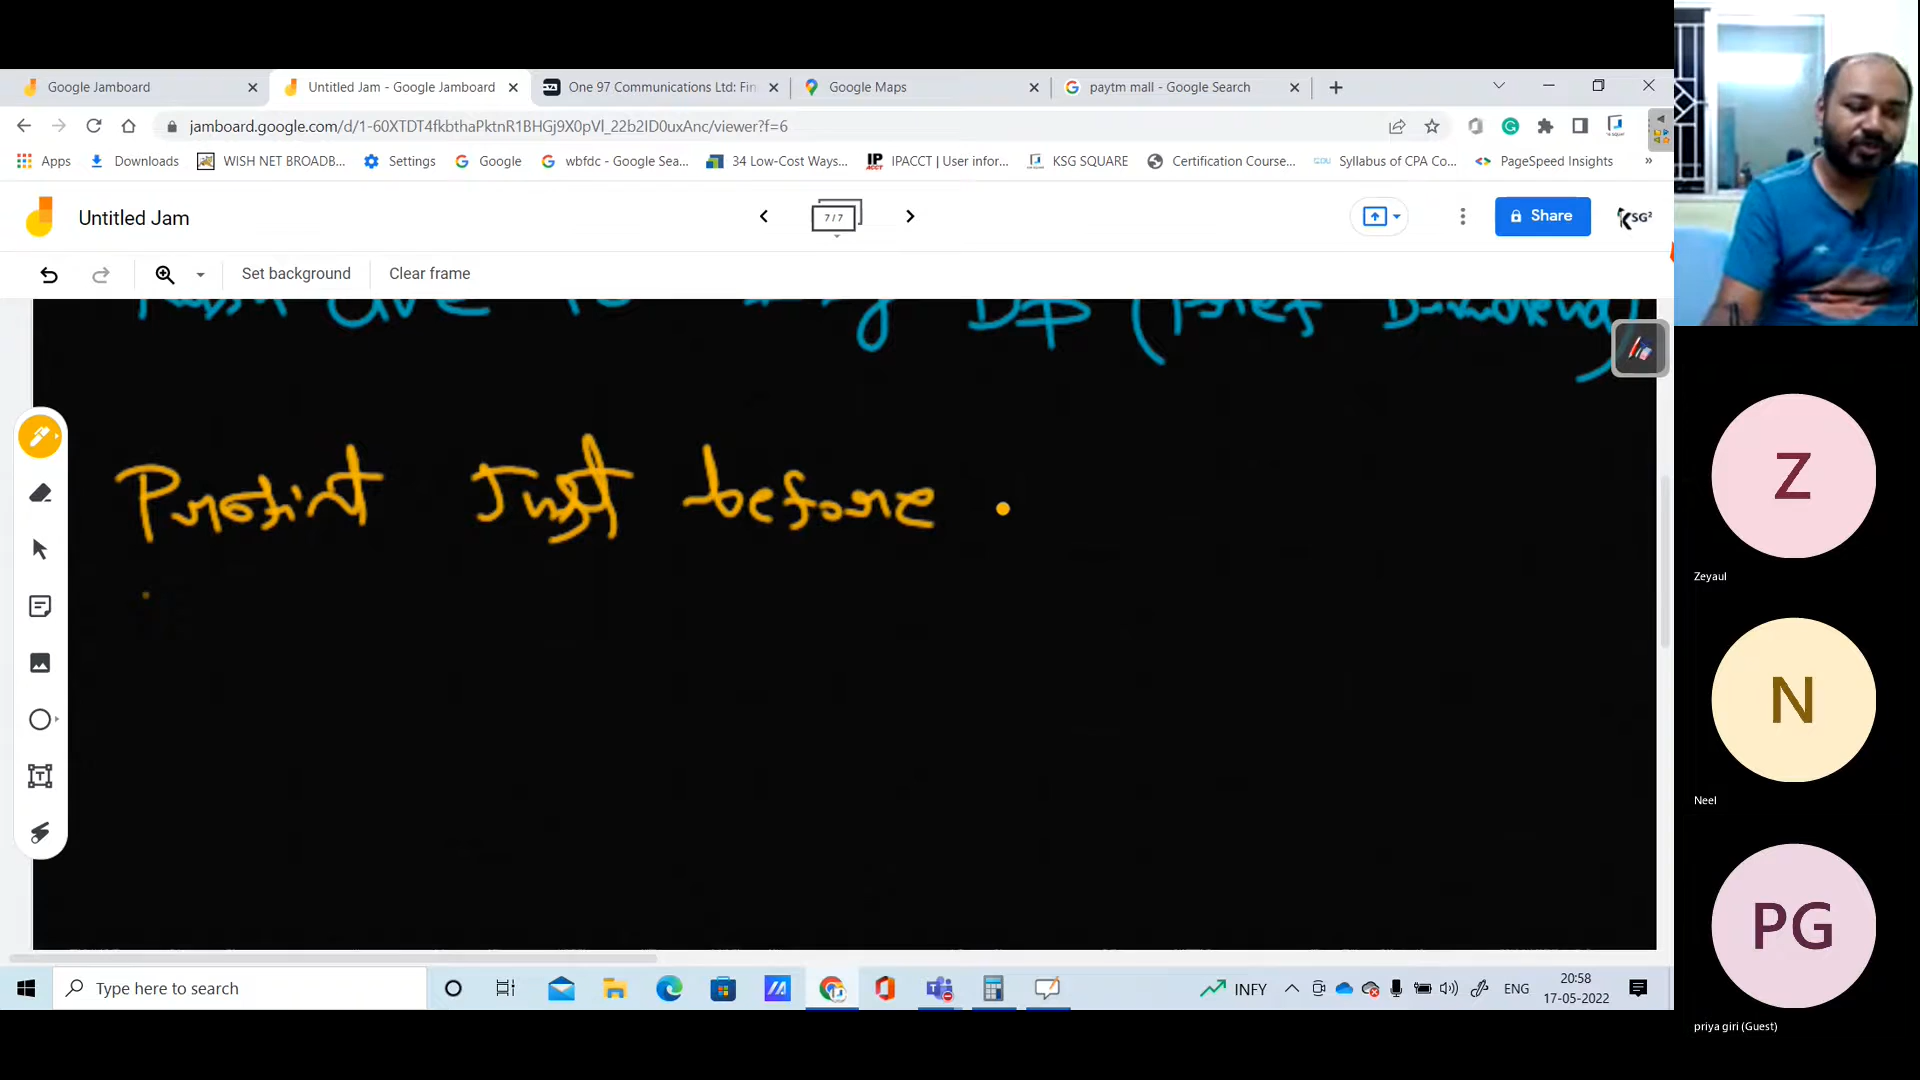 Google Jamboard
Untitled Jam - Google Jamboard
One 97 Communications Ltd: Fin
Google Maps
paytm mall - Google Search
jamboard.google.com/d/1-60XTDT4fkbthaPktnR1BHGj9X0pVl_22b2ID0uxAnc/viewer?f=6
Apps
Downloads
WISH NET BROADB...
Settings
Google
wbfdc - Google Sea...
34 Low-Cost Ways...
IPACCT | User infor...
KSG SQUARE
Certification Course...
Syllabus of CPA Co...
PageSpeed Insights
»
Untitled Jam
7 / 7
Share
KSG²
Set background
Clear frame
Just before
Z
Zeyaul
N
Neel
PG
priya giri (Guest)
Type here to search
INFY
ENG
20:58
17-05-2022